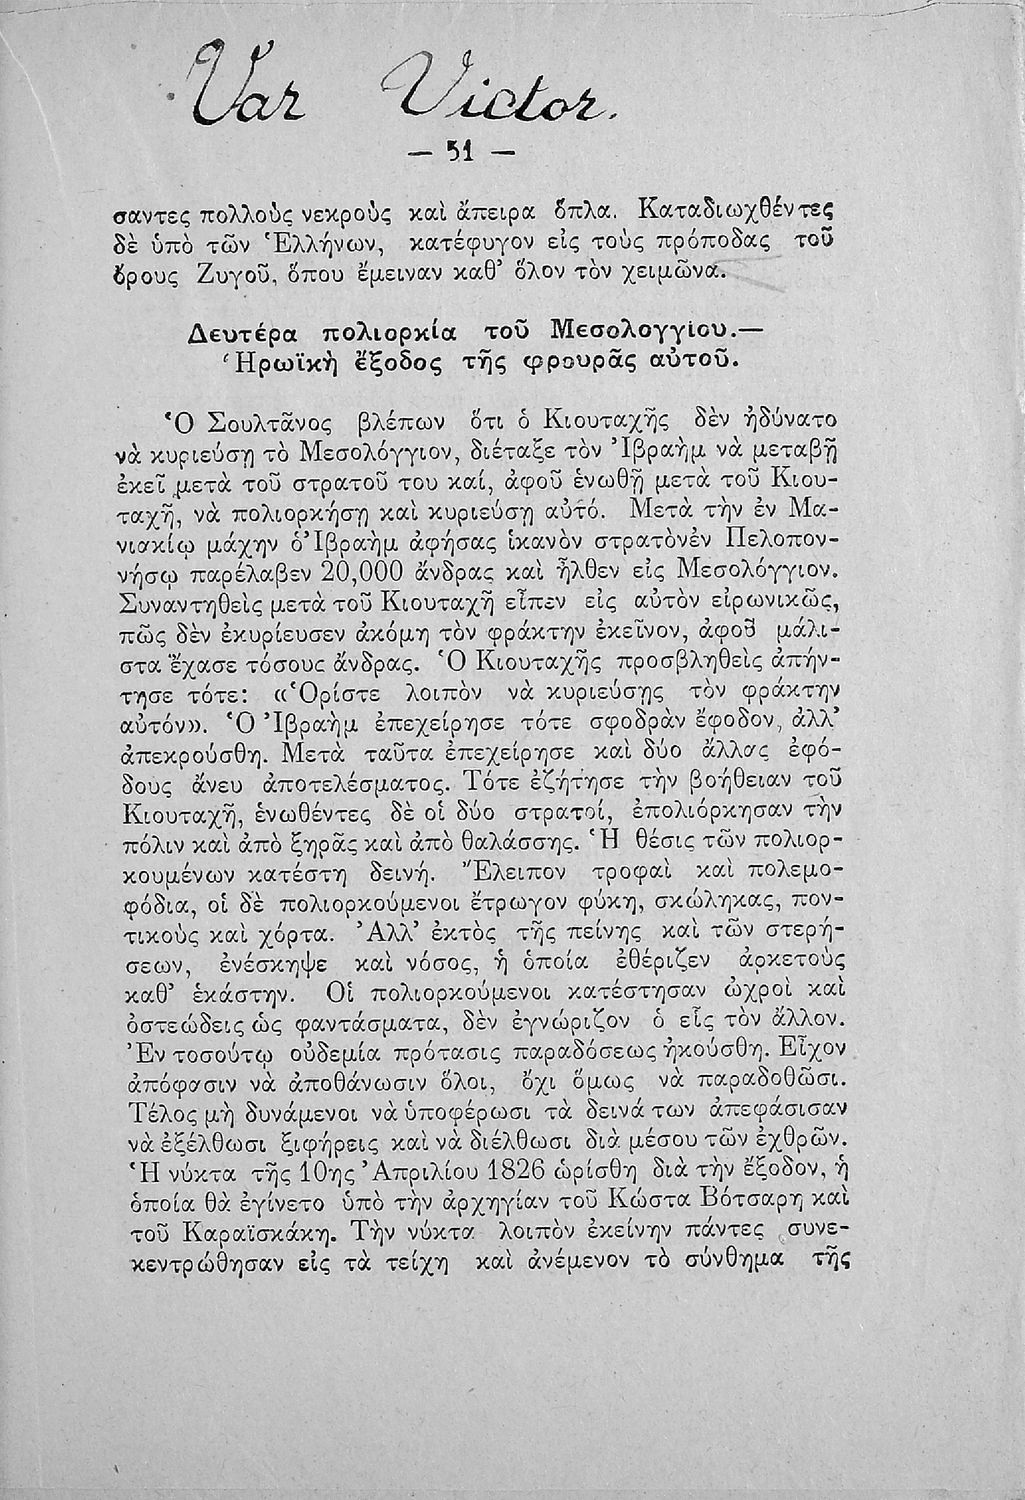 Var Victor.
— 51 —
σαντες πολλοὺς νεκροὺς καὶ ἄπειρα ὅπλα. Καταδιωχθέντες
δὲ ὑπὸ τῶν Ἑλλήνων, κατέφυγον εἰς τοὺς πρόποδας τοῦ
ὄρους Ζυγοῦ, ὅπου ἔμειναν καθ' ὅλον τὸν χειμῶνα.
Δευτέρα πολιορκία τοῦ Μεσολογγίου.—
Ἡρωϊκὴ ἔξοδος τῆς φρουρᾶς αὐτοῦ.
Ὁ Σουλτᾶνος βλέπων ὅτι ὁ Κιουταχῆς δὲν ἠδύνατο
νὰ κυριεύσῃ τὸ Μεσολόγγιον, διέταξε τὸν Ἰβραὴμ νὰ μεταβῇ
ἐκεῖ μετὰ τοῦ στρατοῦ του καί, ἀφοῦ ἑνωθῇ μετὰ τοῦ Κιου-
ταχῆ, νὰ πολιορκήσῃ καὶ κυριεύσῃ αὐτό. Μετὰ τὴν ἐν Μα-
νιακίῳ μάχην ὁ Ἰβραὴμ ἀφήσας ἱκανὸν στρατὸν ἐν Πελοπον-
νήσῳ παρέλαβεν 20,000 ἄνδρας καὶ ἦλθεν εἰς Μεσολόγγιον.
Συναντηθεὶς μετὰ τοῦ Κιουταχῆ εἶπεν εἰς αὐτὸν εἰρωνικῶς,
πῶς δὲν ἐκυρίευσεν ἀκόμη τὸν φράκτην ἐκεῖνον, ἀφοῦ μάλι-
στα ἔχασε τόσους ἄνδρας. Ὁ Κιουταχῆς προσβληθεὶς ἀπήν-
τησε τότε: «Ὁρίστε λοιπὸν νὰ κυριεύσῃς τὸν φράκτην
αὐτόν». Ὁ Ἰβραὴμ ἐπεχείρησε τότε σφοδρὰν ἔφοδον, ἀλλ'
ἀπεκρούσθη. Μετὰ ταῦτα ἐπεχείρησε καὶ δύο ἄλλας ἐφό-
δους ἄνευ ἀποτελέσματος. Τότε ἐζήτησε τὴν βοήθειαν τοῦ
Κιουταχῆ, ἑνωθέντες δὲ οἱ δύο στρατοί, ἐπολιόρκησαν τὴν
πόλιν καὶ ἀπὸ ξηρᾶς καὶ ἀπὸ θαλάσσης. Ἡ θέσις τῶν πολιορ-
κουμένων κατέστη δεινή. Ἔλειπον τροφαὶ καὶ πολεμο-
φόδια, οἱ δὲ πολιορκούμενοι ἔτρωγον φύκη, σκώληκας, πον-
τικοὺς καὶ χόρτα. Ἀλλ' ἐκτὸς τῆς πείνης καὶ τῶν στερή-
σεων, ἐνέσκηψε καὶ νόσος, ἡ ὁποία ἐθέριζεν ἀρκετοὺς
καθ' ἑκάστην. Οἱ πολιορκούμενοι κατέστησαν ὠχροὶ καὶ
ὀστεώδεις ὡς φαντάσματα, δὲν ἐγνώριζον ὁ εἷς τὸν ἄλλον.
Ἐν τοσούτῳ οὐδεμία πρότασις παραδόσεως ἠκούσθη. Εἶχον
ἀπόφασιν νὰ ἀποθάνωσιν ὅλοι, ὄχι ὅμως νὰ παραδοθῶσι.
Τέλος μὴ δυνάμενοι νὰ ὑποφέρωσι τὰ δεινά των ἀπεφάσισαν
νὰ ἐξέλθωσι ξιφήρεις καὶ νὰ διέλθωσι διὰ μέσου τῶν ἐχθρῶν.
Ἡ νύκτα τῆς 10ης Ἀπριλίου 1826 ὡρίσθη διὰ τὴν ἔξοδον, ἡ
ὁποία θὰ ἐγίνετο ὑπὸ τὴν ἀρχηγίαν τοῦ Κώστα Βότσαρη καὶ
τοῦ Καραϊσκάκη. Τὴν νύκτα λοιπὸν ἐκείνην πάντες συνε-
κεντρώθησαν εἰς τὰ τείχη καὶ ἀνέμενον τὸ σύνθημα τῆς